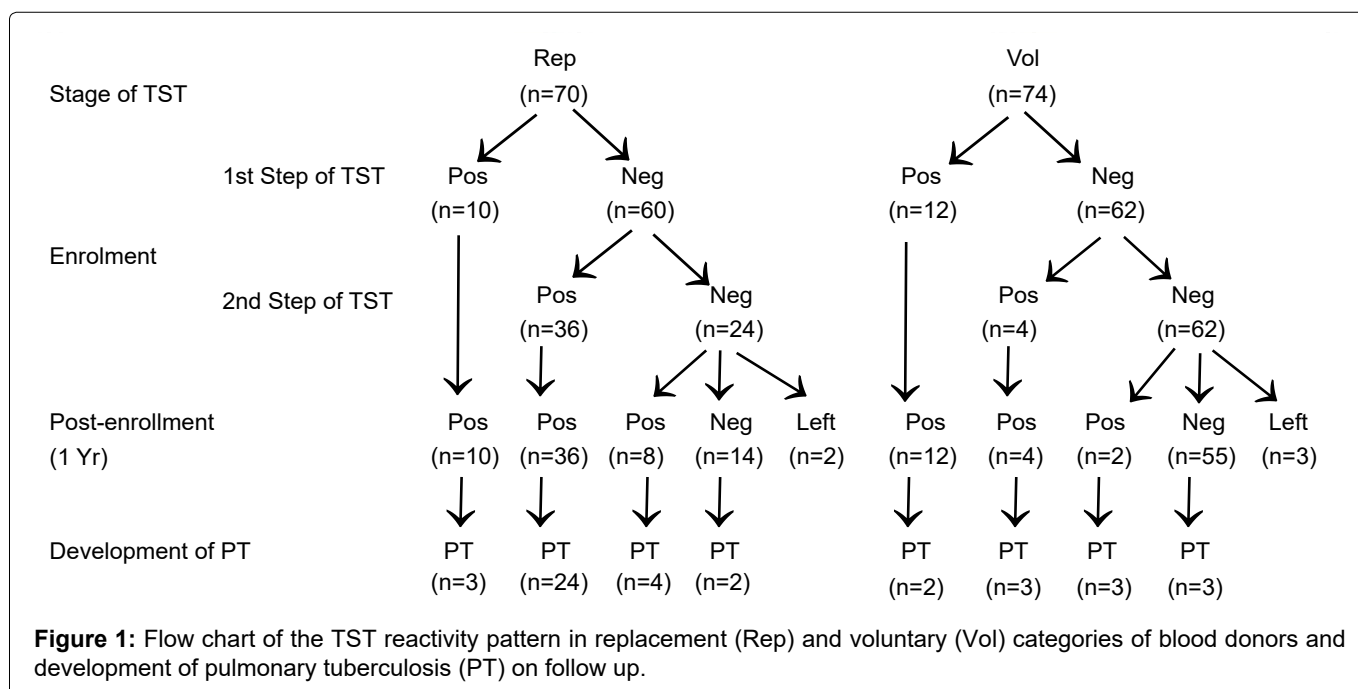 Rep Vol
Stage of TST (n=70) (n=74)
1st Step of TST Pos Neg Pos Neg
(n=10) (n=60) (n=12) (n=62)
Enrolment
2nd Step of TST Pos Neg Pos Neg
(n=36) (n=24) (n=4) (n=62)
Post-enrollment Pos Pos Pos Neg Left Pos Pos Pos Neg Left
(1 Yr) (n=10) (n=36) (n=8) (n=14) (n=2) (n=12) (n=4) (n=2) (n=55) (n=3)
Development of PT PT PT PT PT PT PT PT PT
(n=3) (n=24) (n=4) (n=2) (n=2) (n=3) (n=3) (n=3)
Figure 1: Flow chart of the TST reactivity pattern in replacement (Rep) and voluntary (Vol) categories of blood donors and
development of pulmonary tuberculosis (PT) on follow up.